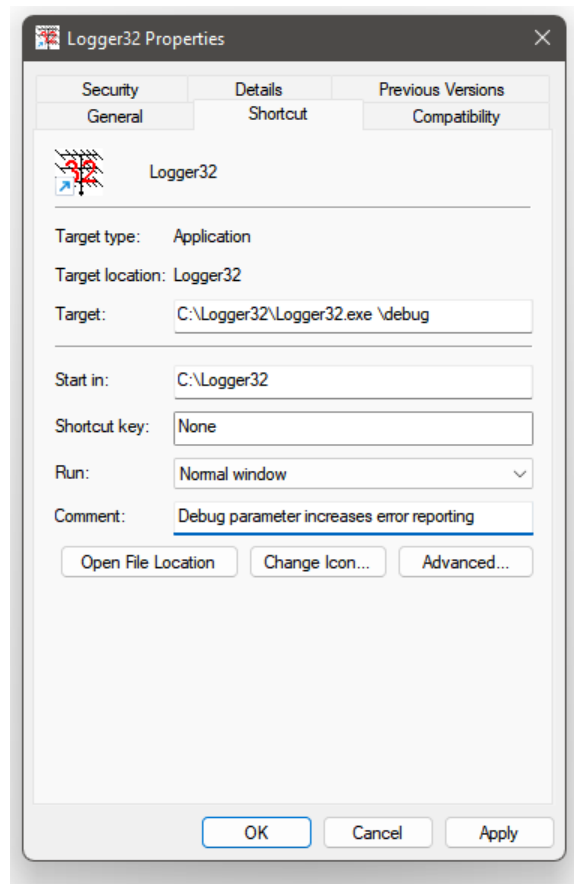 Logger32 Properties
Security Details Previous Versions
General Shortcut Compatibility
32 Logger32
Target type: Application
Target location: Logger32
Target: C:\Logger32\Logger32.exe \debug
Start in: C:\Logger32
Shortcut key: None
Run: Normal window
Comment: Debug parameter increases error reporting
Open File Location Change Icon... Advanced...
OK Cancel Apply